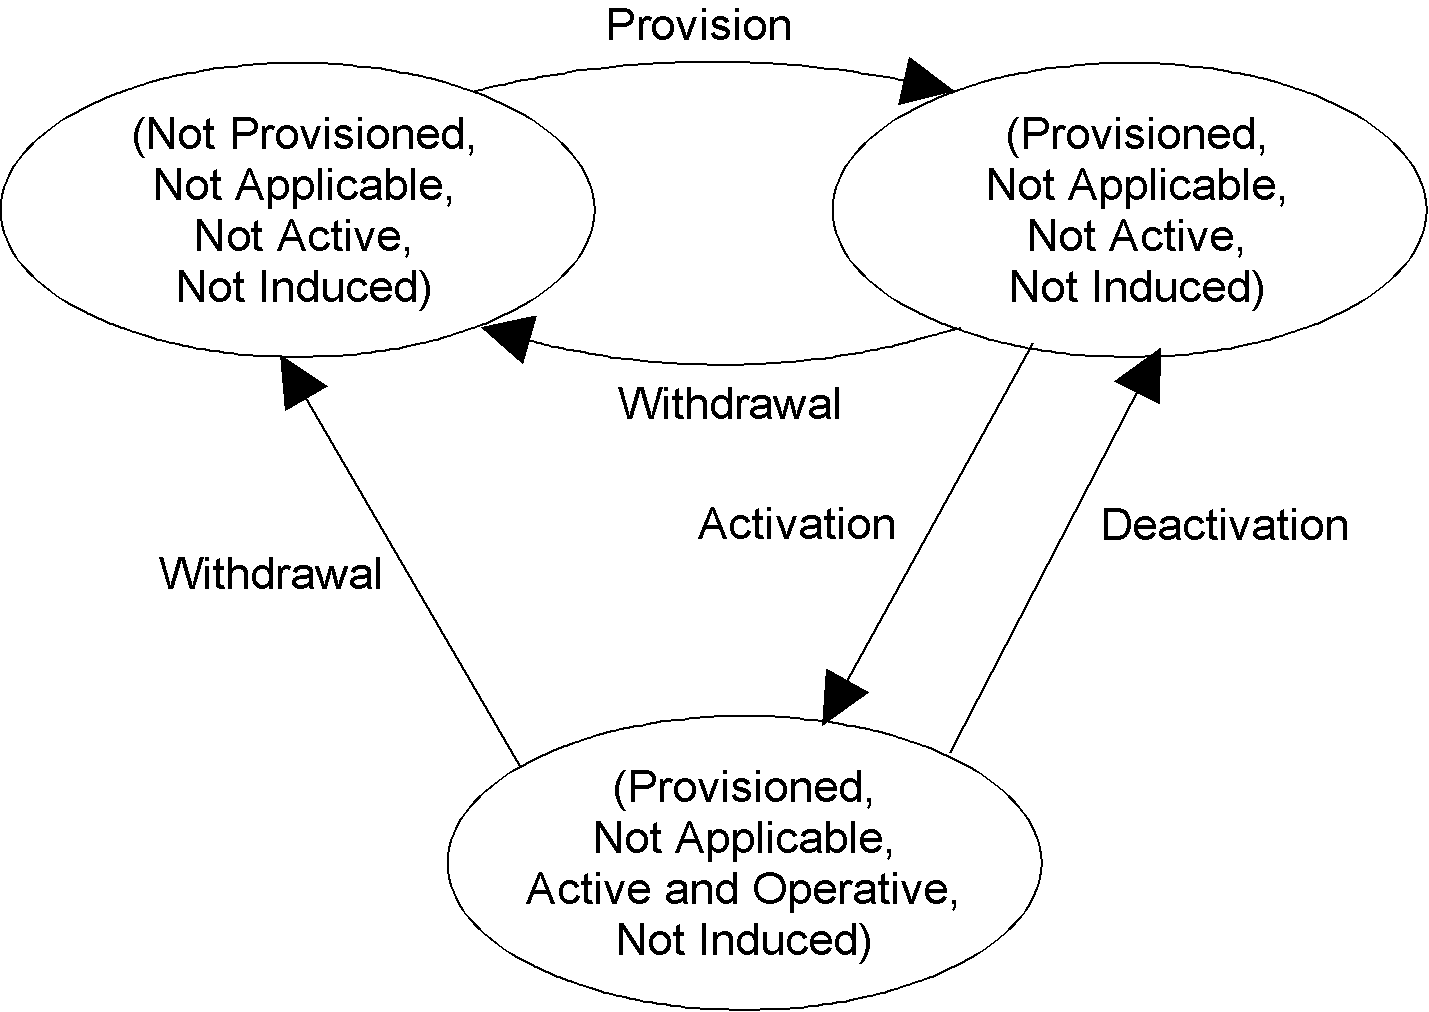 Provision
(Not Provisioned,
Not Applicable,
Not Active,
Not Induced)
(Provisioned,
Not Applicable,
Not Active,
Not Induced)
Withdrawal
Activation
Deactivation
Withdrawal
(Provisioned,
Not Applicable,
Active and Operative,
Not Induced)